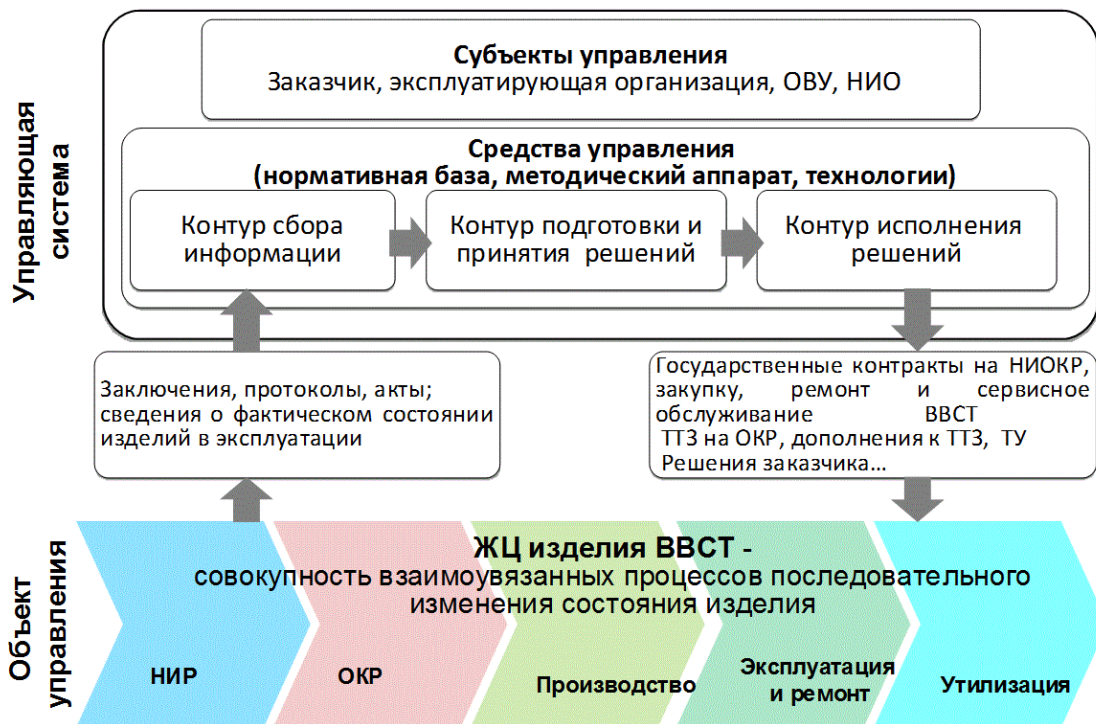 Управляющая
система
Субъекты управления
Заказчик, эксплуатирующая организация, ОВУ, НИО
Средства управления
(нормативная база, методический аппарат, технологии)
Контур сбора
информации
Контур подготовки и
принятия решений
Контур исполнения
решений
Заключения, протоколы, акты;
сведения о фактическом состоянии
изделий в эксплуатации
Государственные контракты на НИОКР,
закупку, ремонт и сервисное
обслуживание ВВСТ
ТТЗ на ОКР, дополнения к ТТЗ, ТУ
Решения заказчика...
Объект
управления
ЖЦ изделия ВВСТ -
совокупность взаимоувязанных процессов последовательного
изменения состояния изделия
НИР
ОКР
Производство
Эксплуатация
и ремонт
Утилизация